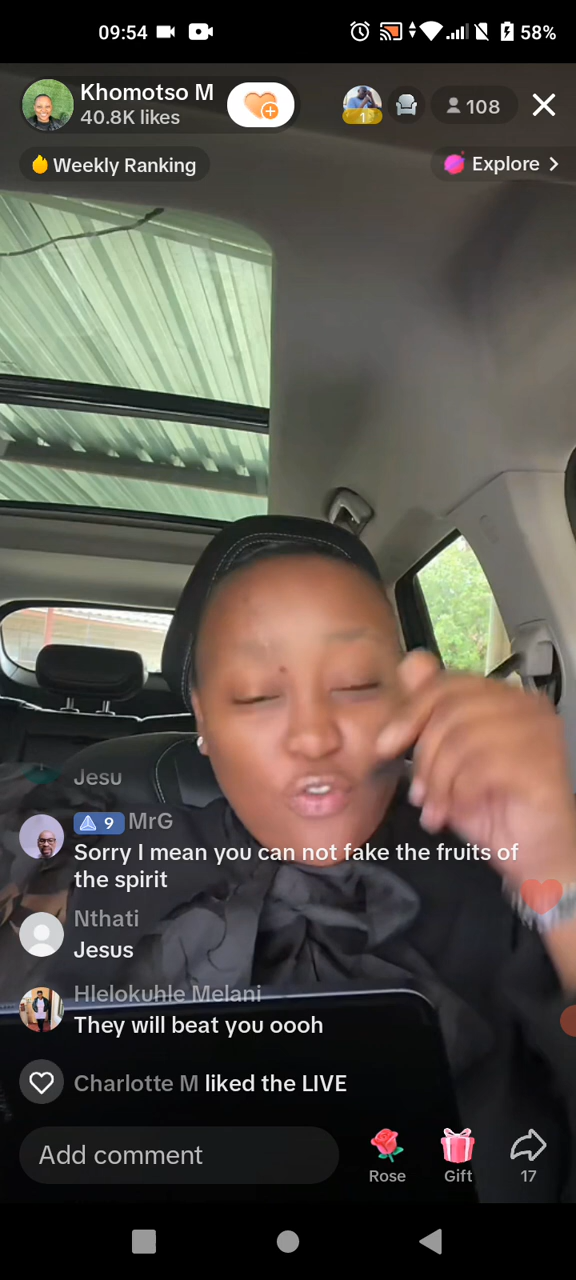 09:54
58%
Khomotso M
40.8K likes
1
108
Weekly Ranking
Explore >
Jesu
9 MrG
Sorry I mean you can not fake the fruits of
the spirit
Nthati
Jesus
Hlelokuhle Melani
They will beat you oooh
Charlotte M liked the LIVE
Add comment
Rose
Gift
17